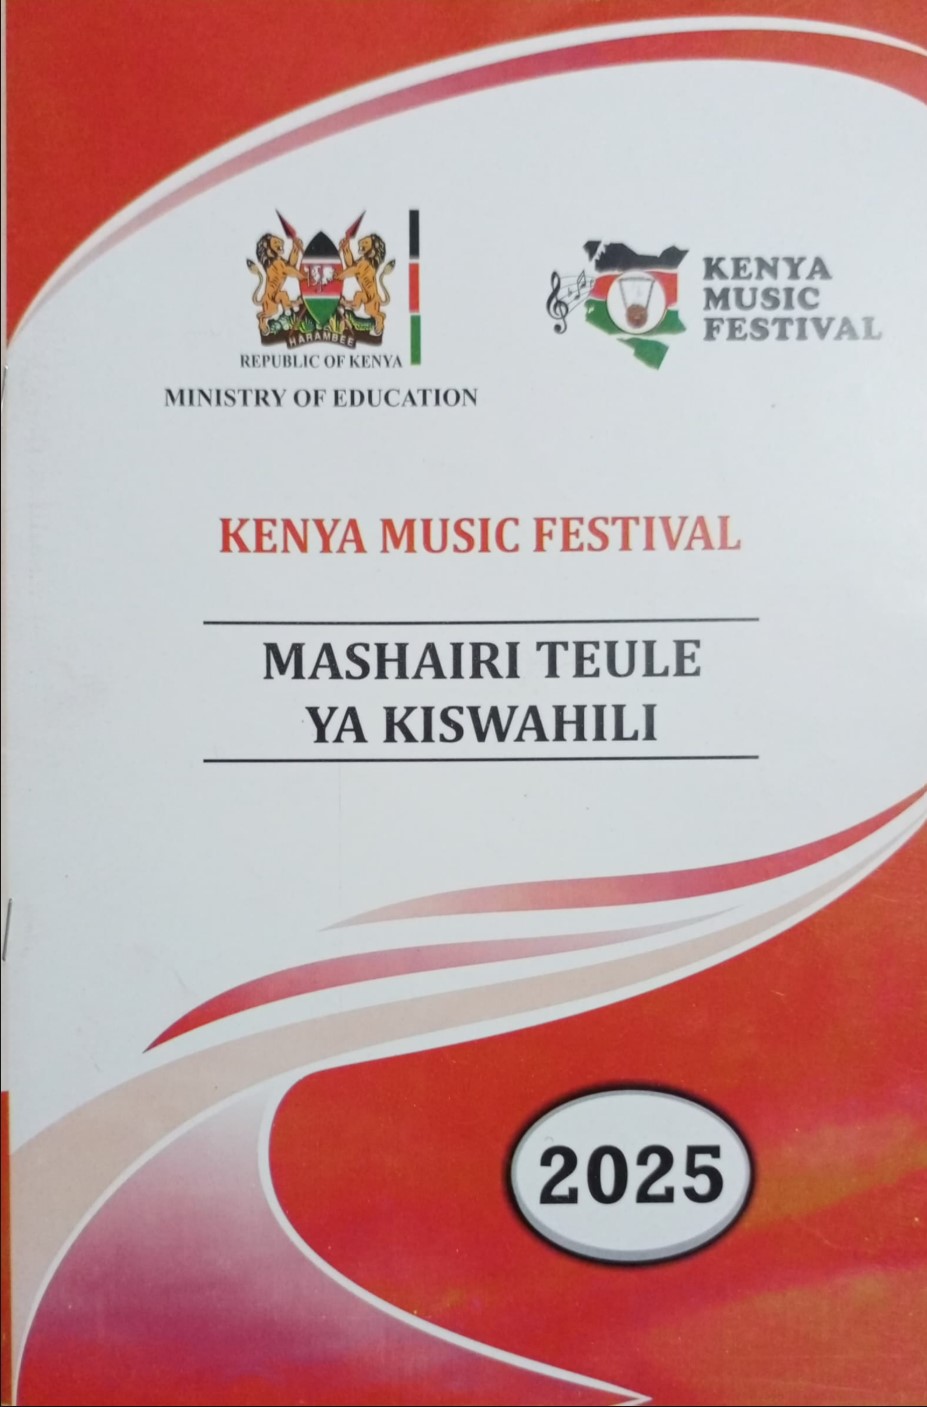 HARAMBEE
REPUBLIC OF KENYA
MINISTRY OF EDUCATION
KENYA
MUSIC
FESTIVAL
KENYA MUSIC FESTIVAL
MASHAIRI TEULE
YA KISWAHILI
2025